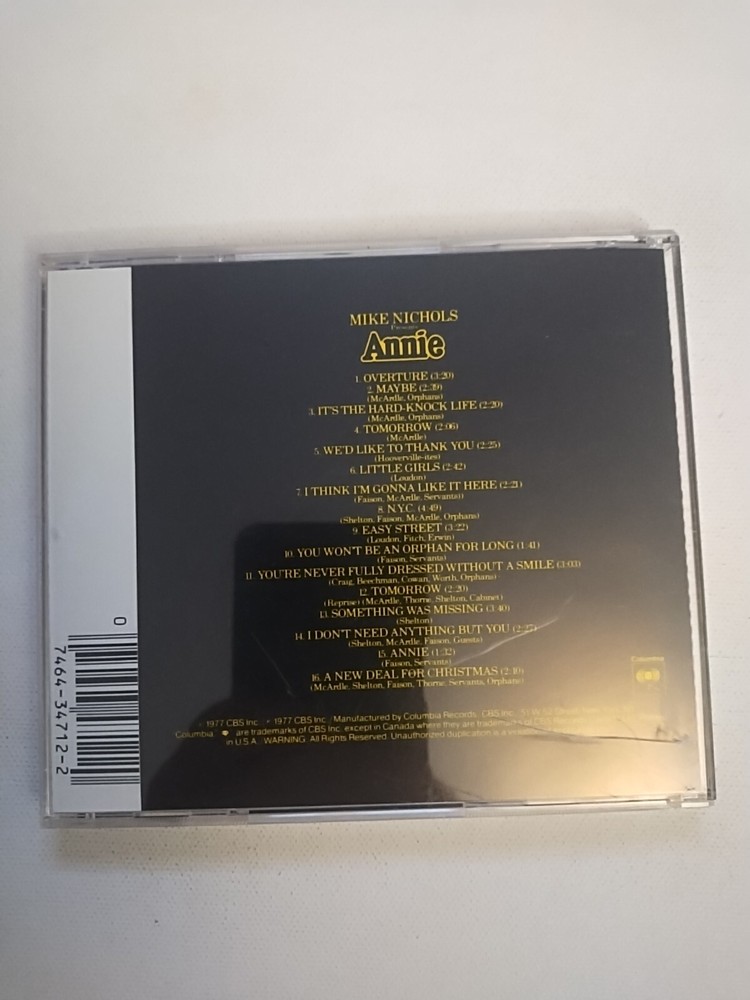 MIKE NICHOLS
Presents
Annie
1. OVERTURE (3:20)
2. MAYBE (2:39)
(McArdle, Orphans)
3. IT'S THE HARD-KNOCK LIFE (2:20)
(McArdle, Orphans)
4. TOMORROW (2:06)
(McArdle)
5. WE'D LIKE TO THANK YOU (2:25)
(Hooverville-ites)
6. LITTLE GIRLS (2:42)
(Loudon)
7. I THINK I'M GONNA LIKE IT HERE (2:21)
(Faison, McArdle, Servants))
8. N.Y.C. (4:49)
(Shelton, Faison, McArdle, Orphans)
9. EASY STREET (3:22)
(Loudon, Fitch, Erwin)
10. YOU WON'T BE AN ORPHAN FOR LONG (1:41)
(Faison, Servants)
11. YOU'RE NEVER FULLY DRESSED WITHOUT A SMILE (3:03)
(Craig, Beechman, Cowan, Worth, Orphans)
12. TOMORROW (2:20)
(Reprise) (McArdle, Thorne, Shelton, Cabinet)
13. SOMETHING WAS MISSING (3:40)
(Shelton)
14. I DON'T NEED ANYTHING BUT YOU (2:27)
(Shelton, McArdle, Faison, Guests)
15. ANNIE (1:32)
(Faison, Servants)
16. A NEW DEAL FOR CHRISTMAS (2:10)
(McArdle, Shelton, Faison, Thorne, Servants, Orphans)
Columbia
1977 CBS Inc. 1977 CBS Inc./Manufactured by Columbia Records/CBS Inc./51 W. 52
"Columbia," are trademarks of CBS Inc. except in Canada where they are trademarks of CBS
in U.S.A./WARNING: All Rights Reserved. Unauthorized duplication is a
0
7464-34712-2